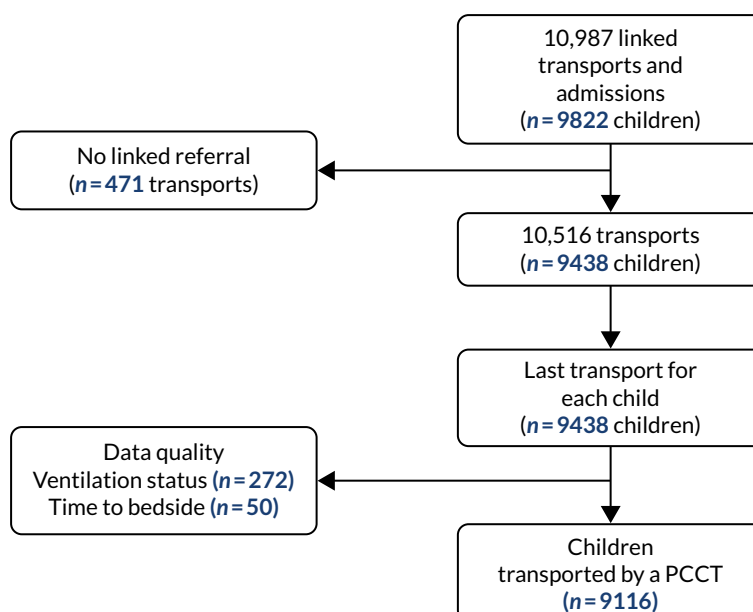 10,987 linked
transports and
admissions
(n=9822 children)
No linked referral
(n=471 transports)
10,516 transports
(n=9438 children)
Last transport for
each child
(n=9438 children)
Data quality
Ventilation status (n=272)
Time to bedside (n=50)
Children
transported by a PCCT
(n=9116)